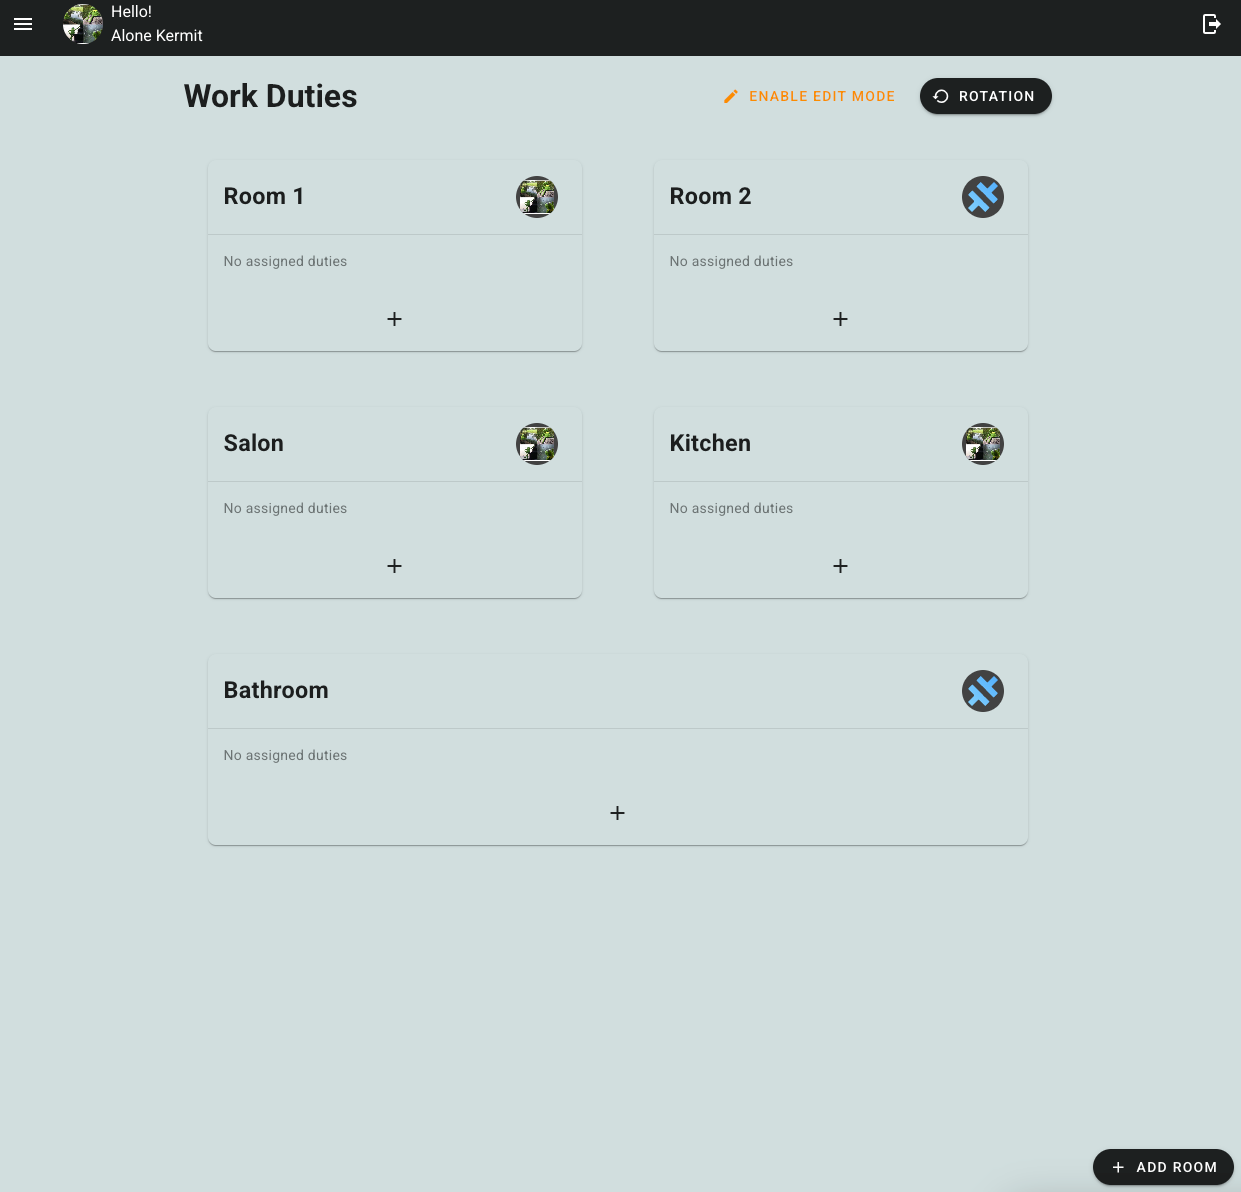 Hello!
Alone Kermit
Work Duties
ENABLE EDIT MODE
ROTATION
Room 1
No assigned duties
Room 2
No assigned duties
Salon
No assigned duties
Kitchen
No assigned duties
Bathroom
No assigned duties
ADD ROOM